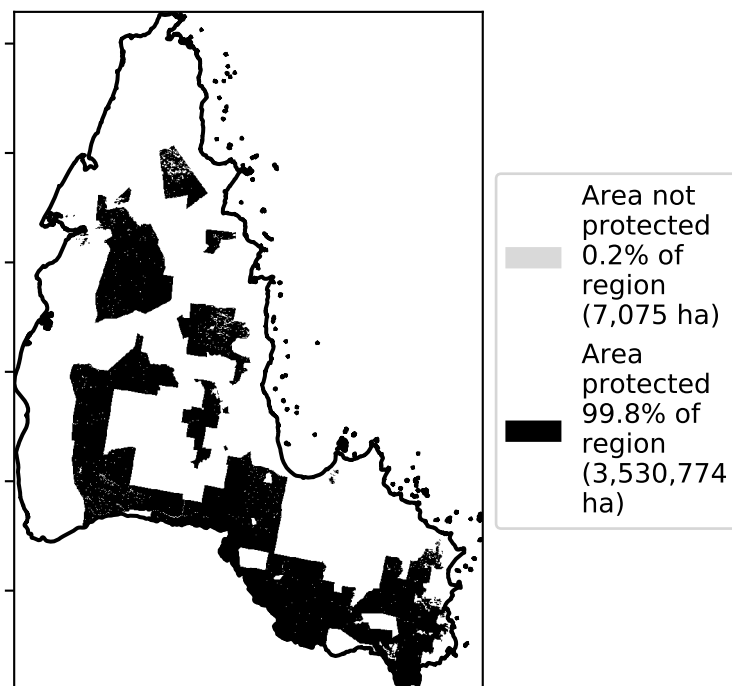 Area not
protected
0.2% of
region
(7,075 ha)
Area
protected
99.8% of
region
(3,530,774
ha)